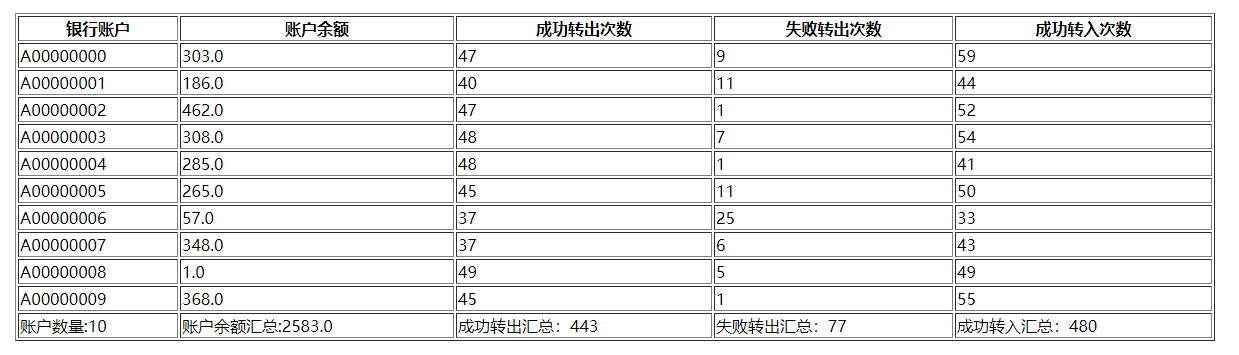 银行账户 账户余额 成功转出次数 失败转出次数 成功转入次数
A00000000 303.0 47 9 59
A00000001 186.0 40 11 44
A00000002 462.0 47 1 52
A00000003 308.0 48 7 54
A00000004 285.0 48 1 41
A00000005 265.0 45 11 50
A00000006 57.0 37 25 33
A00000007 348.0 37 6 43
A00000008 1.0 49 5 49
A00000009 368.0 45 1 55
账户数量:10 账户余额汇总:2583.0 成功转出汇总：443 失败转出汇总：77 成功转入汇总：480